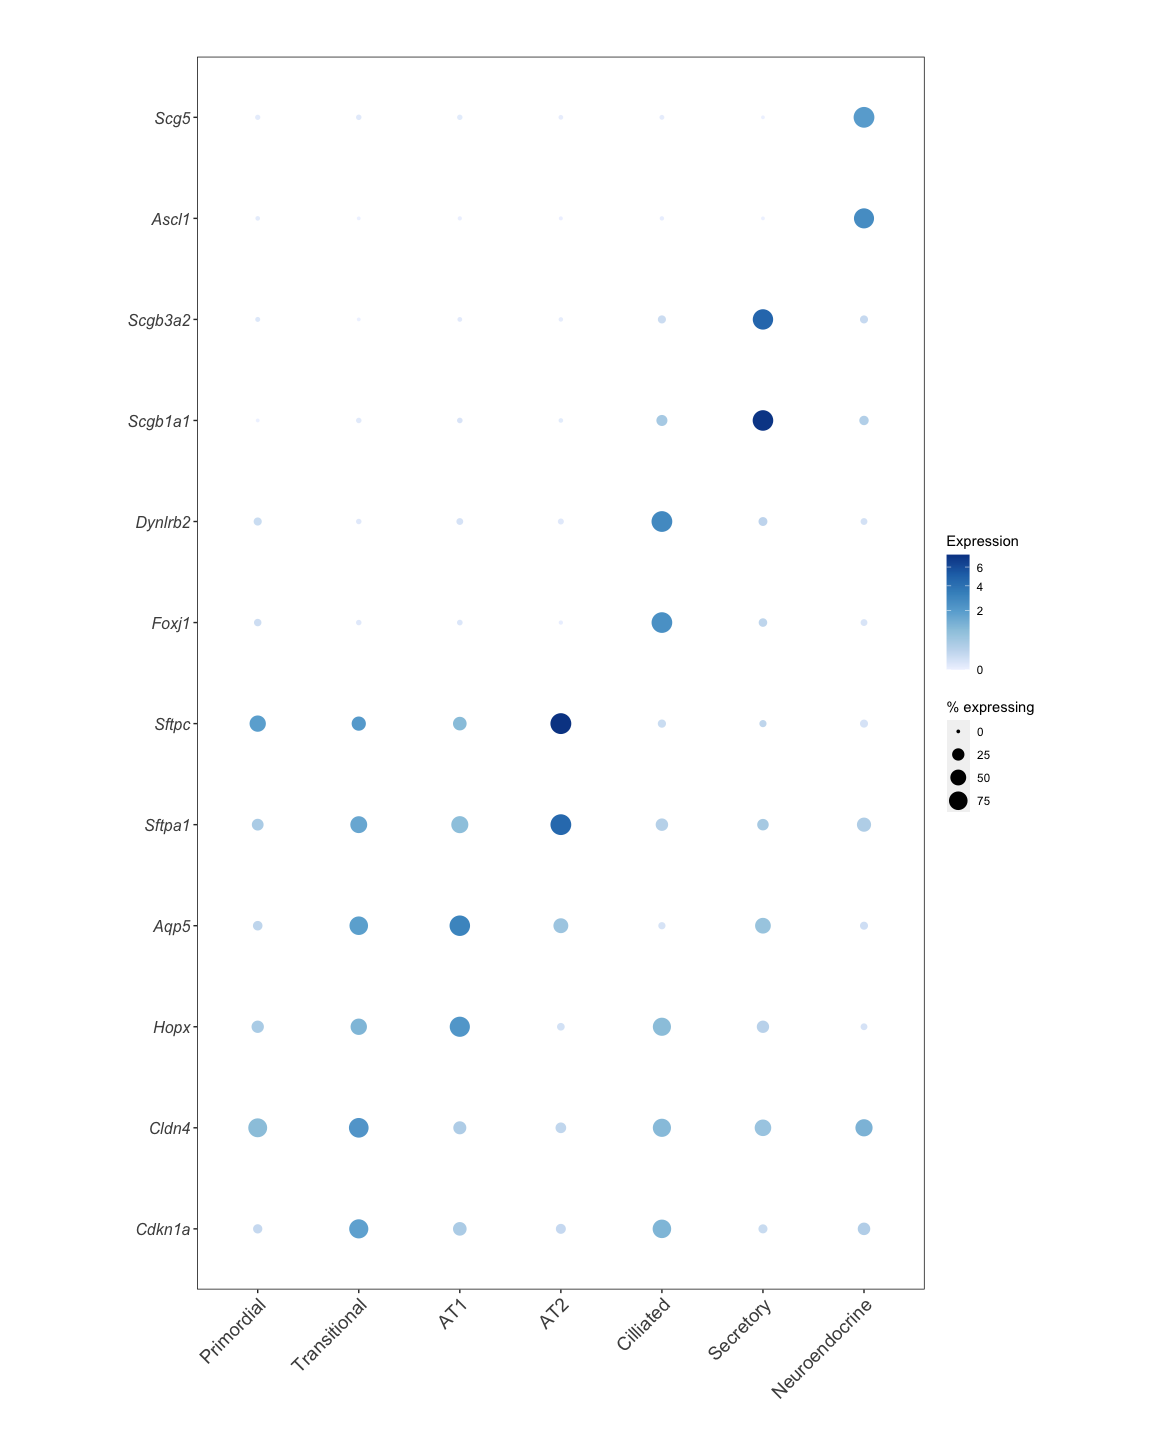 Scg5
Ascl1
Scgb3a2
Scgb1a1
Dynlrb2
Foxj1
Sftpc
Sftpa1
Aqp5
Hopx
Cldn4
Cdkn1a
Primordial
Transitional
AT1
AT2
Cilliated
Secretory
Neuroendocrine
Expression
6
4
2
0
% expressing
0
25
50
75